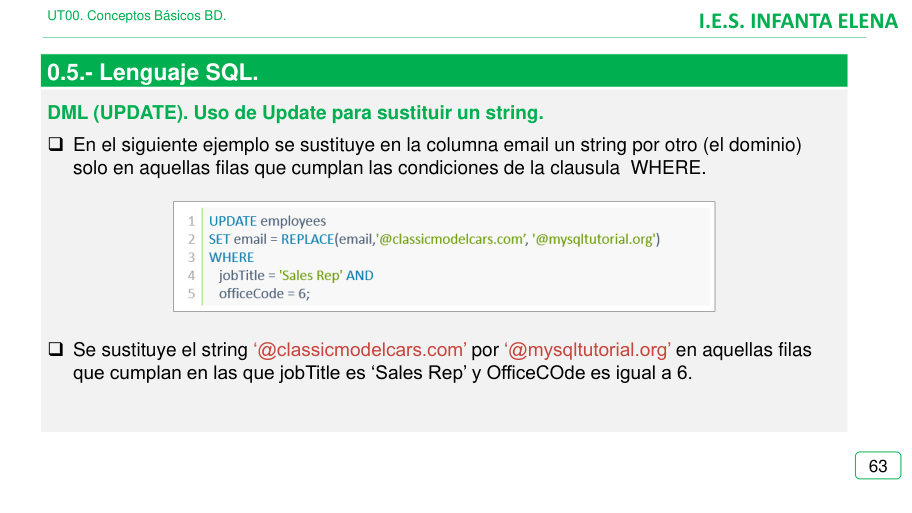 UT00. Conceptos Básicos BD.
I.E.S. INFANTA ELENA
0.5.- Lenguaje SQL.
DML (UPDATE). Uso de Update para sustituir un string.
❑ En el siguiente ejemplo se sustituye en la columna email un string por otro (el dominio)
solo en aquellas filas que cumplan las condiciones de la clausula  WHERE.
1 UPDATE employees
2 SET email = REPLACE(email,'@classicmodelcars.com’, '@mysqltutorial.org')
3 WHERE
4 jobTitle = 'Sales Rep' AND
5 officeCode = 6;
❑ Se sustituye el string ‘@classicmodelcars.com’ por ‘@mysqltutorial.org’ en aquellas filas
que cumplan en las que jobTitle es ‘Sales Rep’ y OfficeCOde es igual a 6.
63